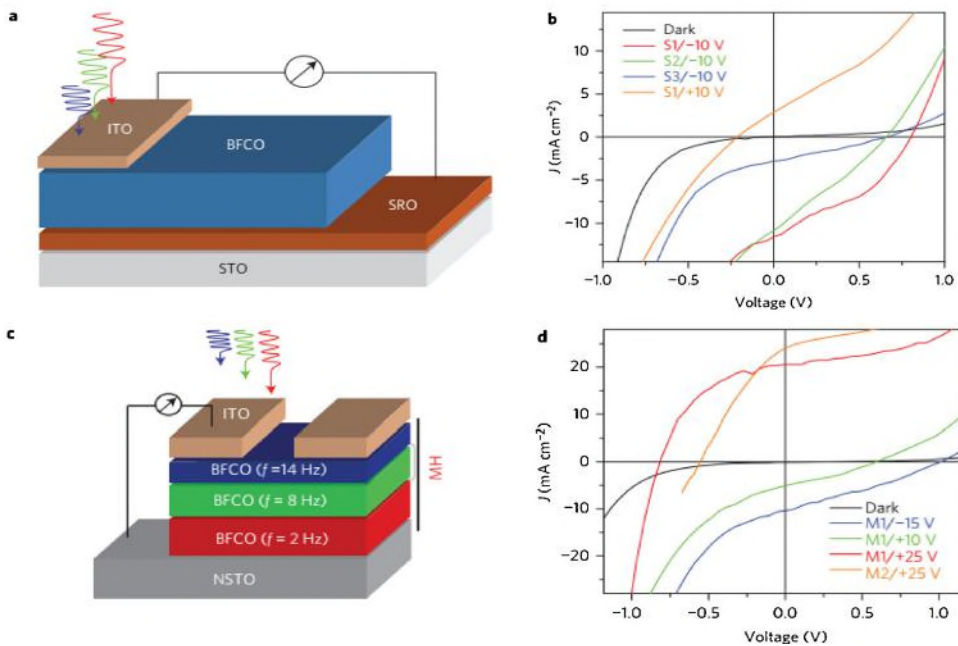 a
ITO
BFCO
SRO
STO
b
Dark
S1/−10 V
S2/−10 V
S3/−10 V
S1/+10 V
10
5
0
−5
−10
J (mA cm⁻²)
−1.0 −0.5 0.0 0.5 1.0
Voltage (V)
c
ITO
BFCO (f =14 Hz)
BFCO (f = 8 Hz)
BFCO (f = 2 Hz)
NSTO
MH
d
20
10
0
−10
−20
J (mA cm⁻²)
Dark
M1/−15 V
M1/+10 V
M1/+25 V
M2/+25 V
−1.0 −0.5 0.0 0.5 1.0
Voltage (V)